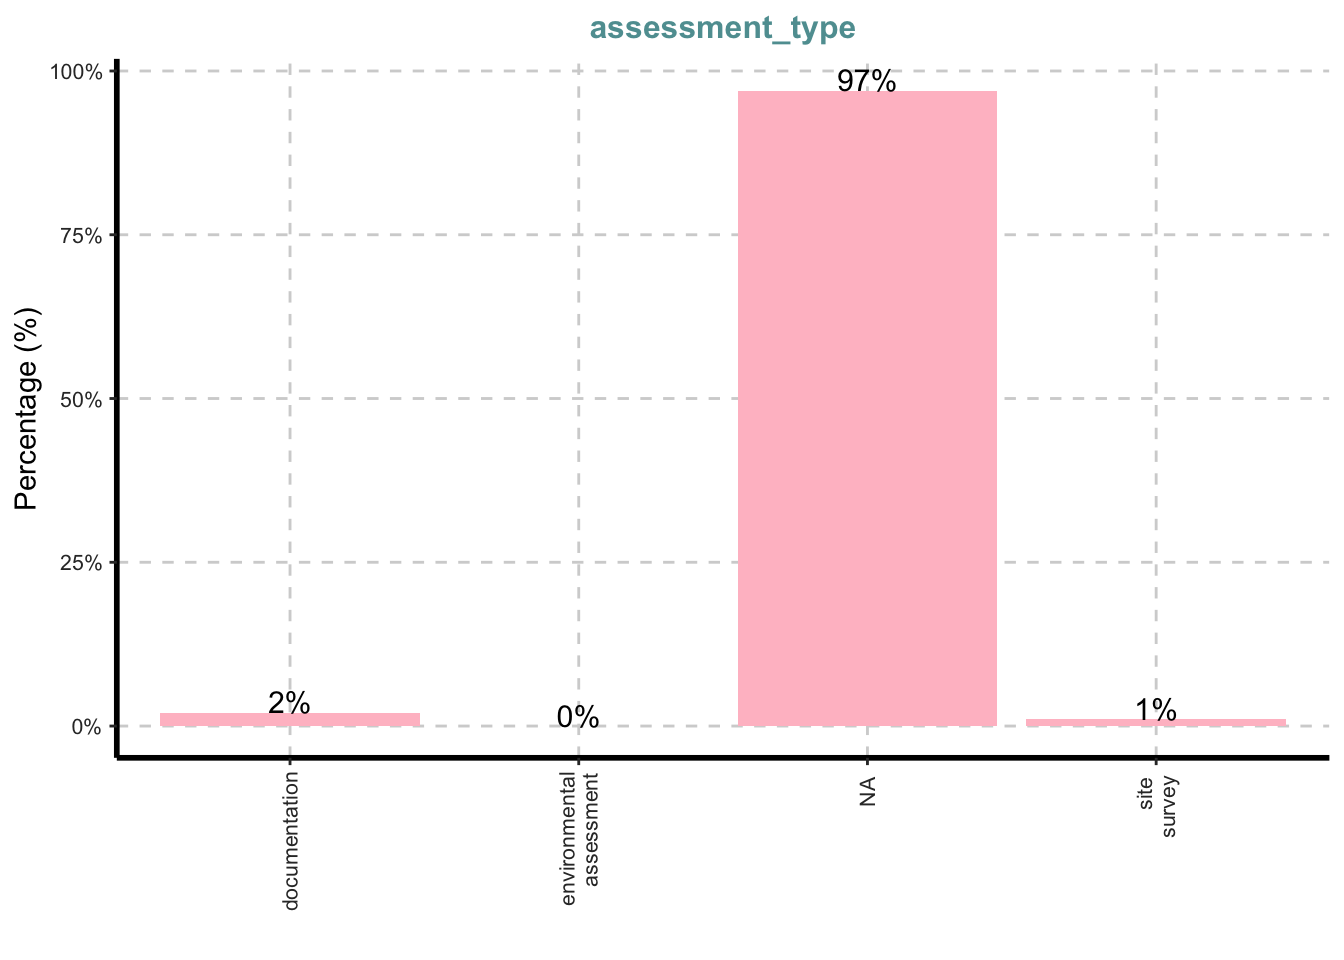 assessment_type
100%
75%
50%
25%
0%
Percentage (%)
2%
0%
97%
1%
documentation
environmental
assessment
NA
site
survey